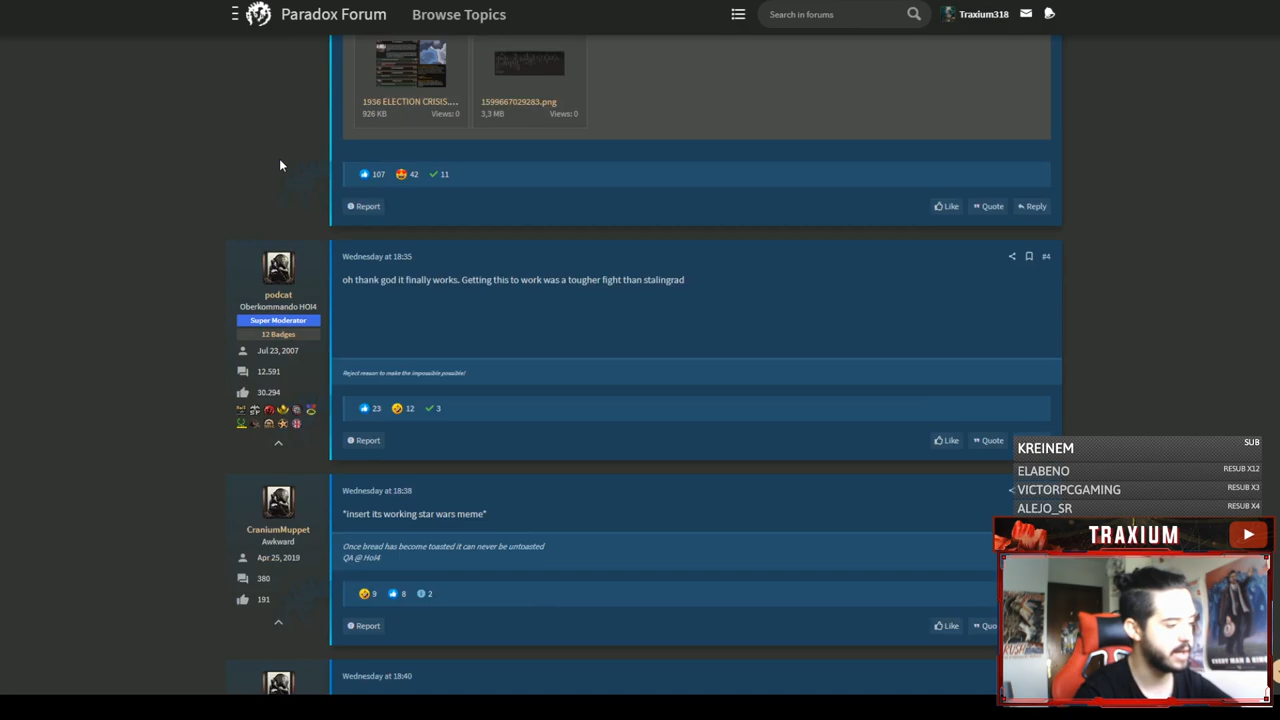 Paradox Forum
Browse Topics
Search in forums
Traxium318
1936 ELECTION CRISIS....
926 KB
Views: 0
1599667029283.png
3,3 MB
Views: 0
107
42
11
Report
Like
Quote
Reply
Wednesday at 18:35
#4
podcat
Oberkommando HOI4
Super Moderator
12 Badges
Jul 23, 2007
12,591
30.294
oh thank god it finally works. Getting this to work was a tougher fight than stalingrad
Reject reason to make the impossible possible!
23
12
3
Report
Like
Quote
Wednesday at 18:38
CraniumMuppet
Awkward
Apr 25, 2019
380
191
*insert its working star wars meme*
Once bread has become toasted it can never be untoasted
QA @ HoI4
9
8
2
Report
Like
Quo
Wednesday at 18:40
KREINEM
SUB
ELABENO
RESUB X12
VICTORPCGAMING
RESUB X3
ALEJO_SR
RESUB X4
TRAXIUM
EVERY MAN A KING